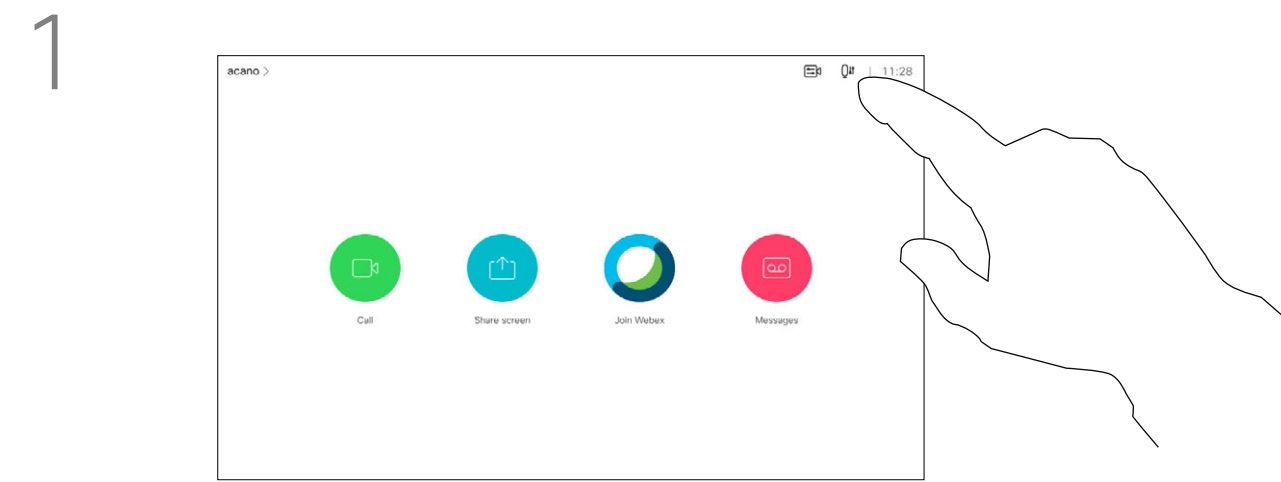 1
acano >
11:28
Call
Share screen
Join Webex
Messages